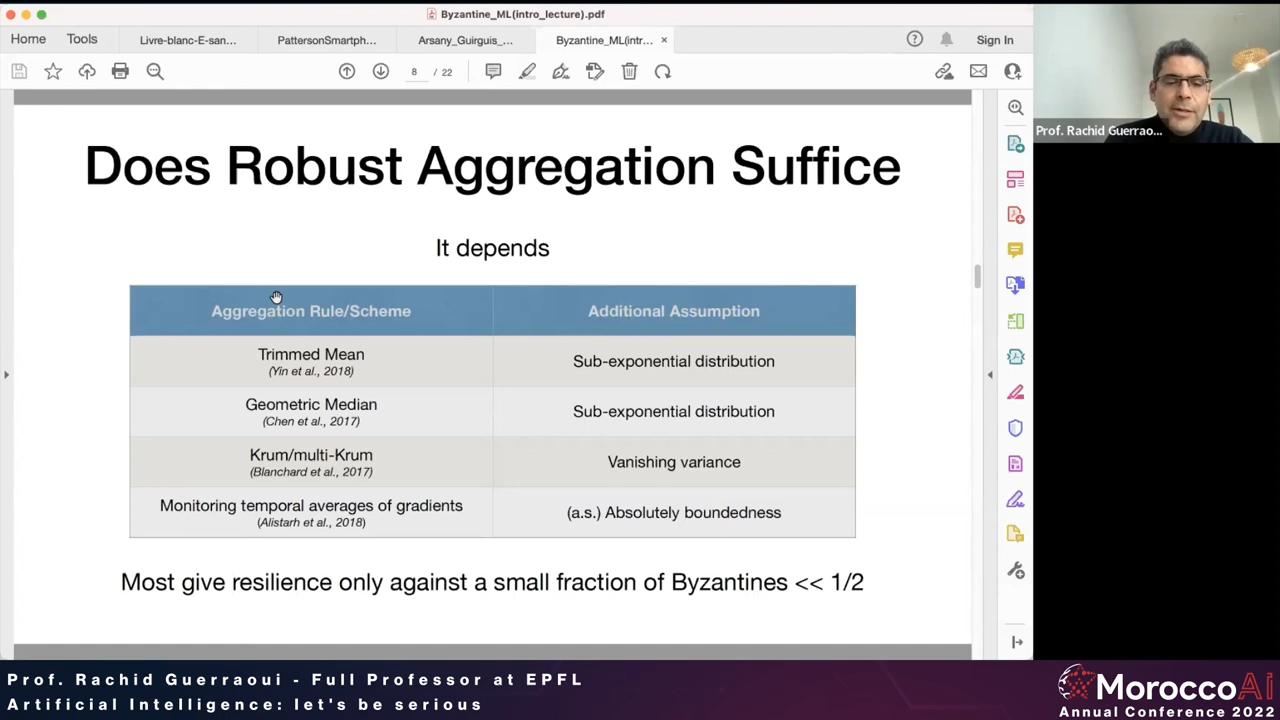 Byzantine_ML(intro_lecture).pdf
Home
Tools
Livre-blanc-E-san...
PattersonSmartph...
Arsany_Guirguis_...
Byzantine_ML(intr...
Sign In
8 / 22
Prof. Rachid Guerrao...
Does Robust Aggregation Suffice
It depends
Aggregation Rule/Scheme
Additional Assumption
Trimmed Mean
(Yin et al., 2018)
Sub-exponential distribution
Geometric Median
(Chen et al., 2017)
Sub-exponential distribution
Krum/multi-Krum
(Blanchard et al., 2017)
Vanishing variance
Monitoring temporal averages of gradients
(Alistarh et al., 2018)
(a.s.) Absolutely boundedness
Most give resilience only against a small fraction of Byzantines << 1/2
Prof. Rachid Guerraoui - Full Professor at EPFL
Artificial Intelligence: let's be serious
MoroccoAi
Annual Conference 2022